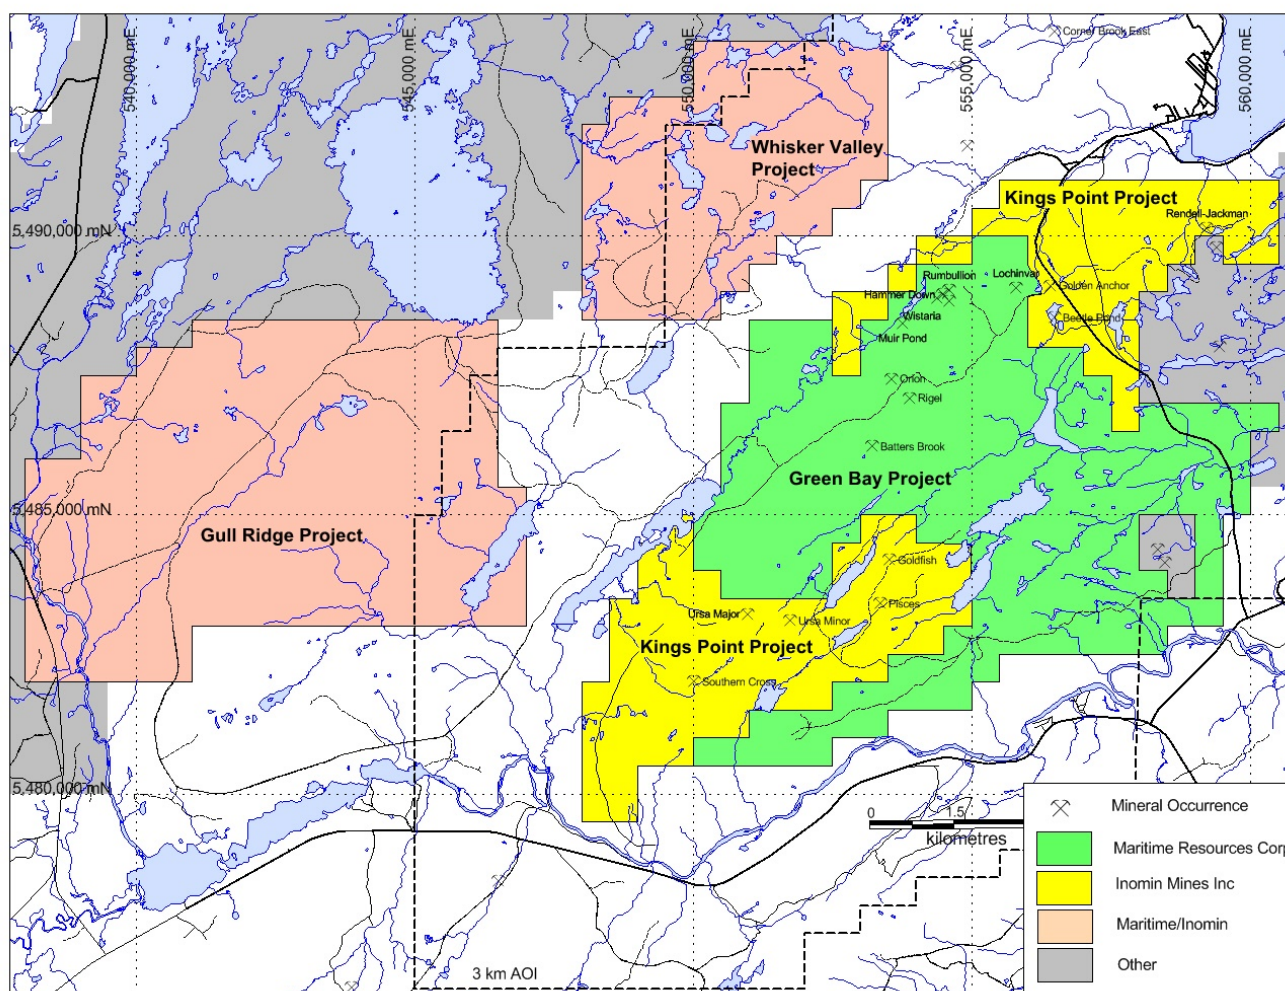 Corner Brook East
540,000 mE
545,000 mE
550,000 mE
555,000 mE
560,000 mE
Whisker Valley
Project
Kings Point Project
Rendell-Jackman
5,490,000 mN
Rumbullion
Lochinvar
Golden Anchor
Hammer Down
Wistaria
Beetle Pond
Muir Pond
Orion
Rigel
Batters Brook
Green Bay Project
5,485,000 mN
Gull Ridge Project
Goldfish
Pisces
Ursa Major
Ursa Minor
Kings Point Project
Southern Cross
5,480,000 mN
0 1.5
kilometres
Mineral Occurrence
Maritime Resources Corp
Inomin Mines Inc
Maritime/Inomin
Other
3 km AOI